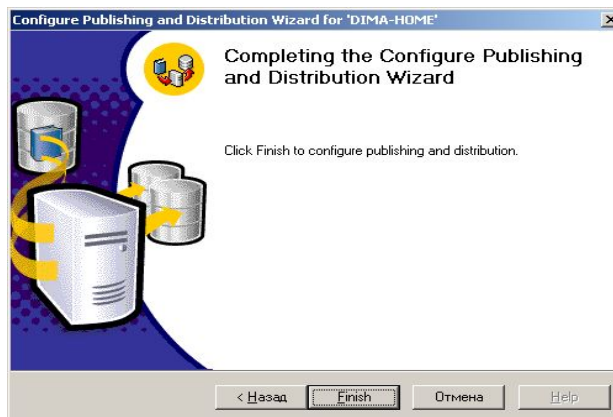 Configure Publishing and Distribution Wizard for 'DIMA-HOME'
Completing the Configure Publishing
and Distribution Wizard
Click Finish to configure publishing and distribution.
< Назад Finish Отмена Help